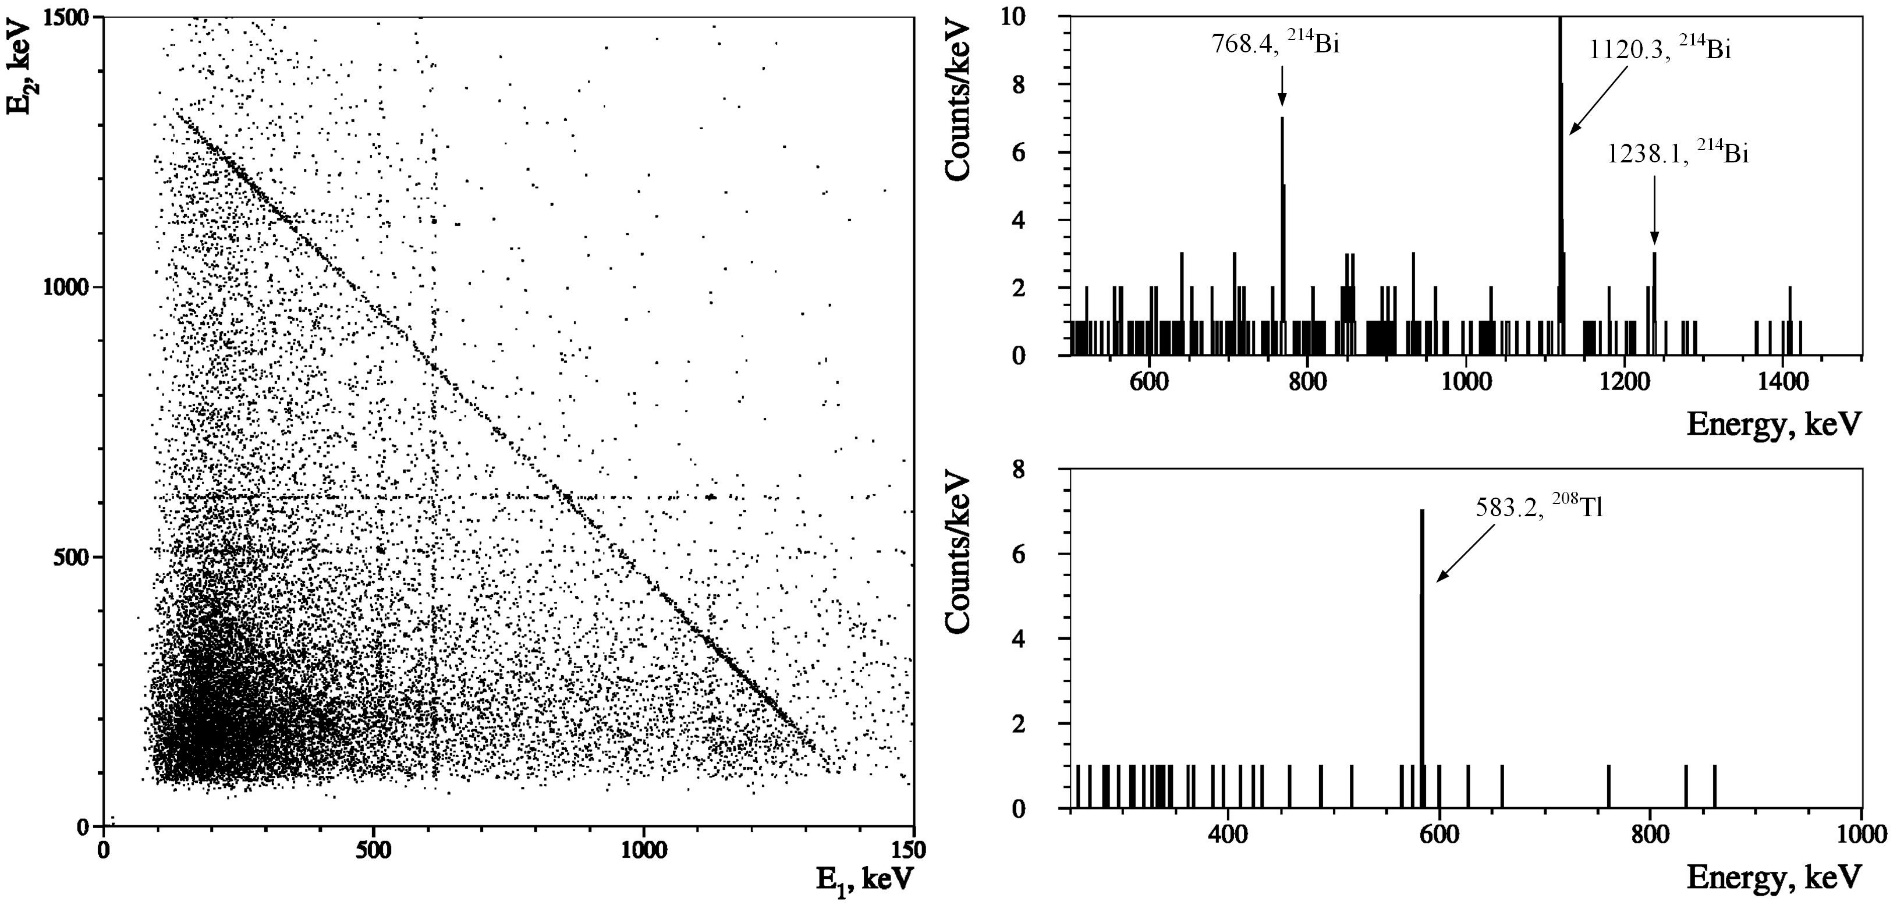 1500
1000
500
0
E2, keV
0
500
1000
150
E1, keV
10
8
6
4
2
0
Counts/keV
768.4, 214Bi
1120.3, 214Bi
1238.1, 214Bi
600
800
1000
1200
1400
Energy, keV
8
6
4
2
0
Counts/keV
583.2, 208Tl
400
600
800
1000
Energy, keV